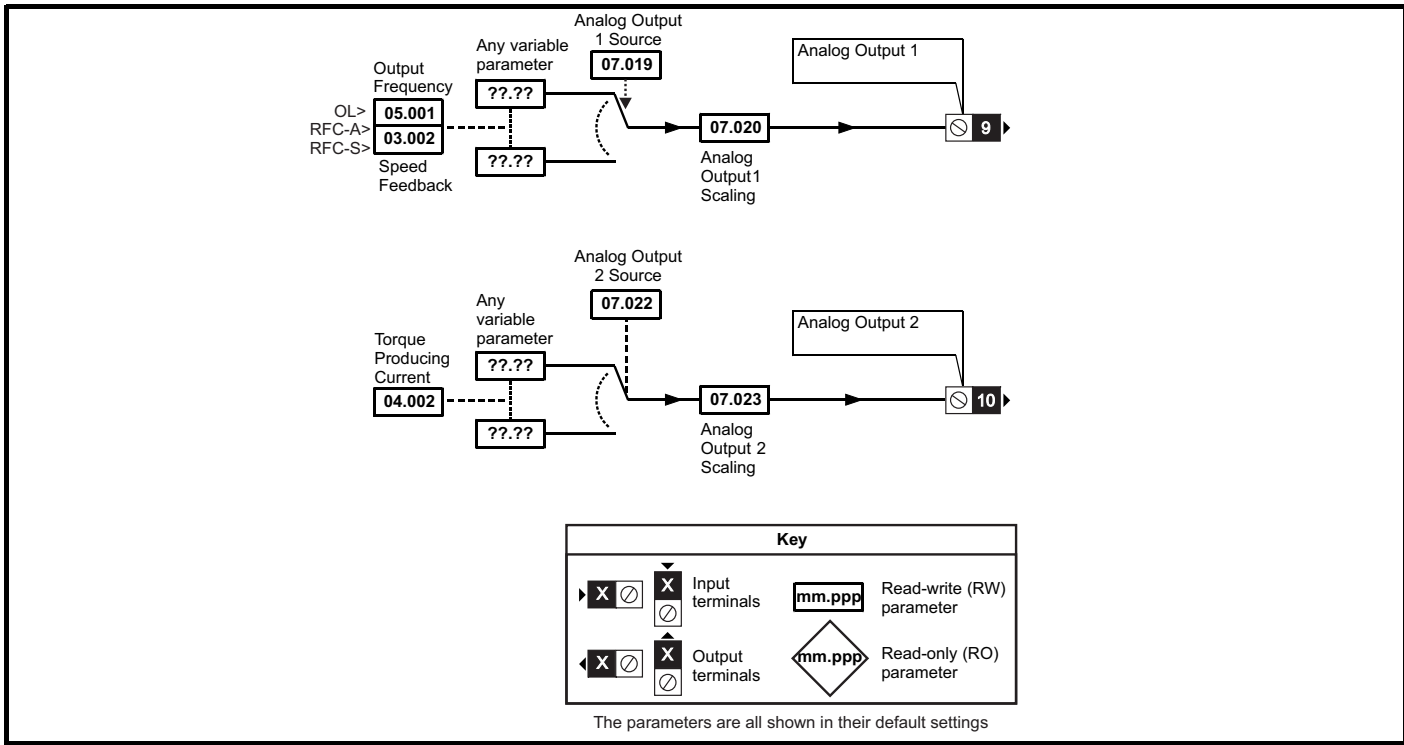 Analog Output
1 Source
07.019
Any variable
parameter
??.??
??.??
Output
Frequency
OL>
05.001
RFC-A>
03.002
RFC-S>
Speed
Feedback
07.020
Analog
Output1
Scaling
Analog Output 1
9
Analog Output
2 Source
07.022
Any
variable
parameter
??.??
??.??
Torque
Producing
Current
04.002
07.023
Analog
Output 2
Scaling
Analog Output 2
10
Key
X
X
Input
terminals
mm.ppp
Read-write (RW)
parameter
X
X
Output
terminals
mm.ppp
Read-only (RO)
parameter
The parameters are all shown in their default settings